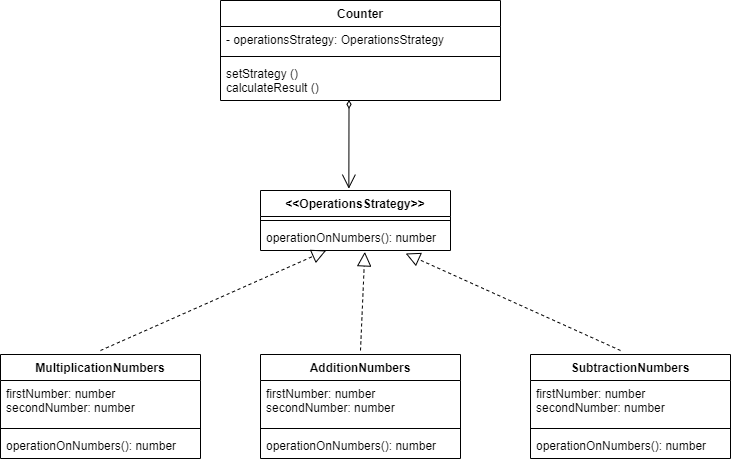 Counter
- operationsStrategy: OperationsStrategy
setStrategy ()
calculateResult ()
<<OperationsStrategy>>
operationOnNumbers(): number
MultiplicationNumbers
firstNumber: number
secondNumber: number
operationOnNumbers(): number
AdditionNumbers
firstNumber: number
secondNumber: number
operationOnNumbers(): number
SubtractionNumbers
firstNumber: number
secondNumber: number
operationOnNumbers(): number